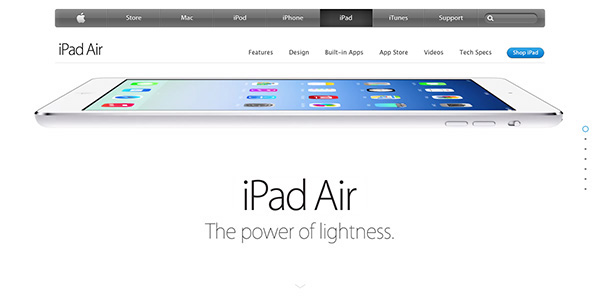 Store Mac iPod iPhone iPad iTunes Support
iPad Air Features Design Built-in Apps App Store Videos Tech Specs Shop iPad
iPad Air
The power of lightness.